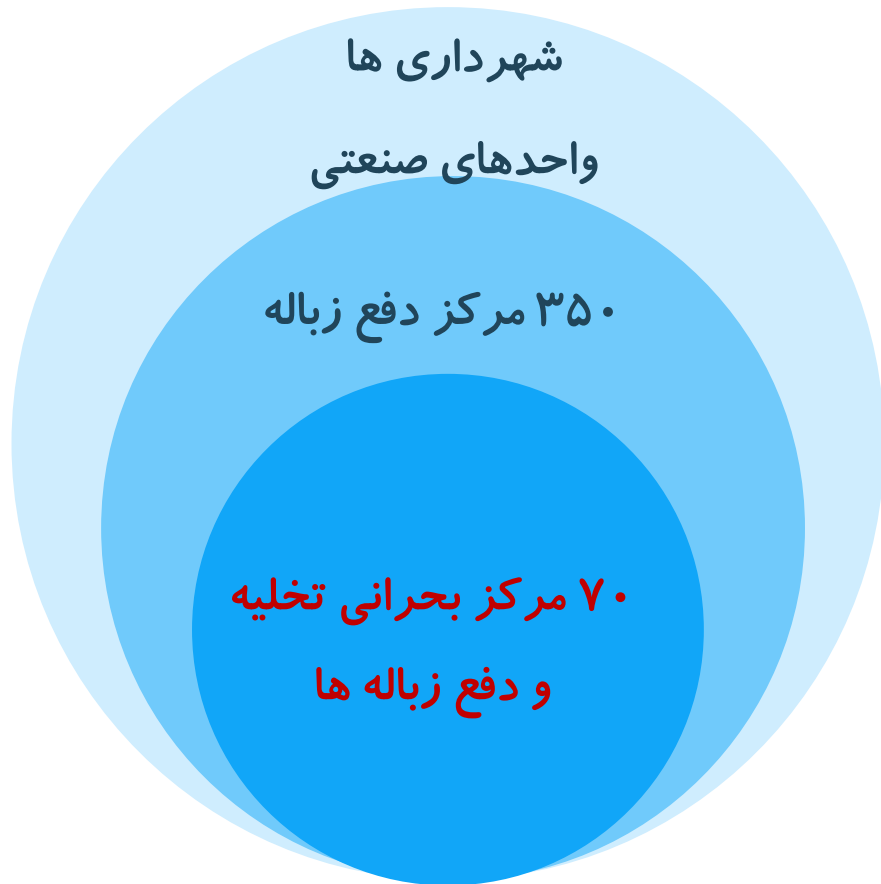 شهرداری ها
واحدهای صنعتی
۳۵۰ مرکز دفع زباله
۷۰ مرکز بحرانی تخلیه
و دفع زباله ها